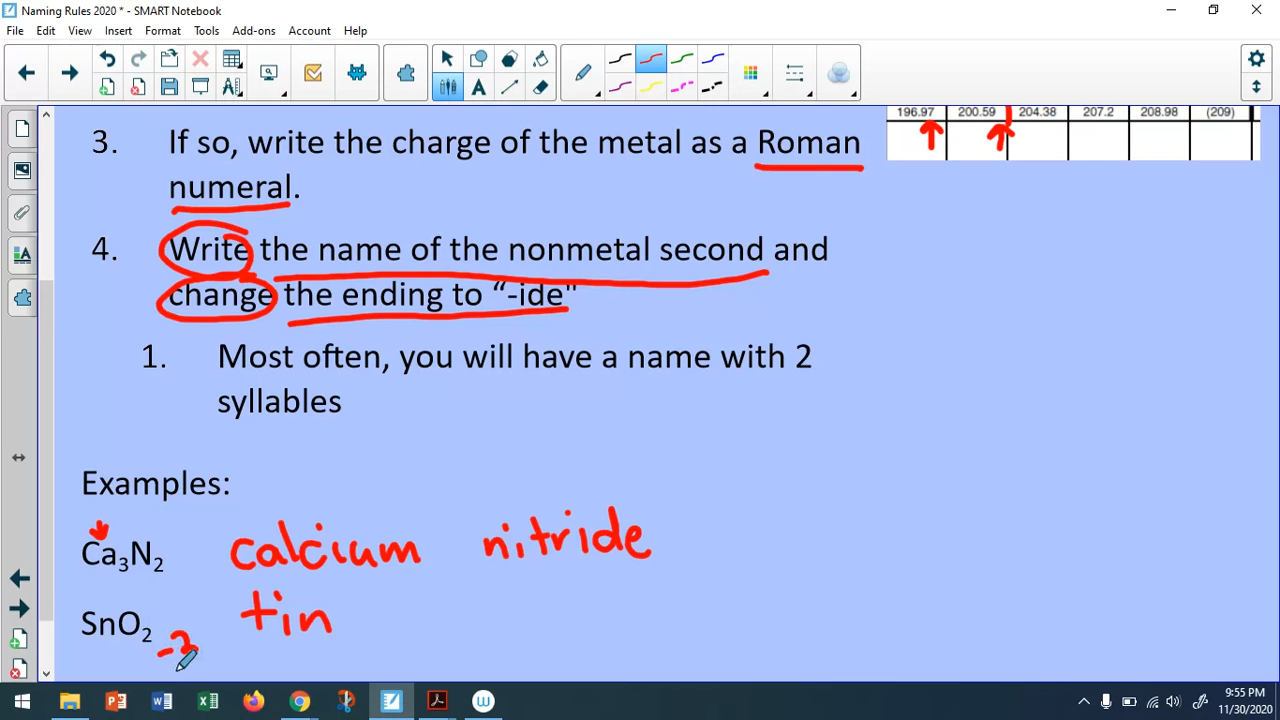 Naming Rules 2020 * - SMART Notebook
File Edit View Insert Format Tools Add-ons Account Help
196.97 200.59 204.38 207.2 208.98 (209)
3. If so, write the charge of the metal as a Roman
numeral.
4. Write the name of the nonmetal second and
change the ending to “-ide"
1. Most often, you will have a name with 2
syllables
Examples:
Ca₃N₂ calcium nitride
SnO₂ tin
-2
9:55 PM
11/30/2020